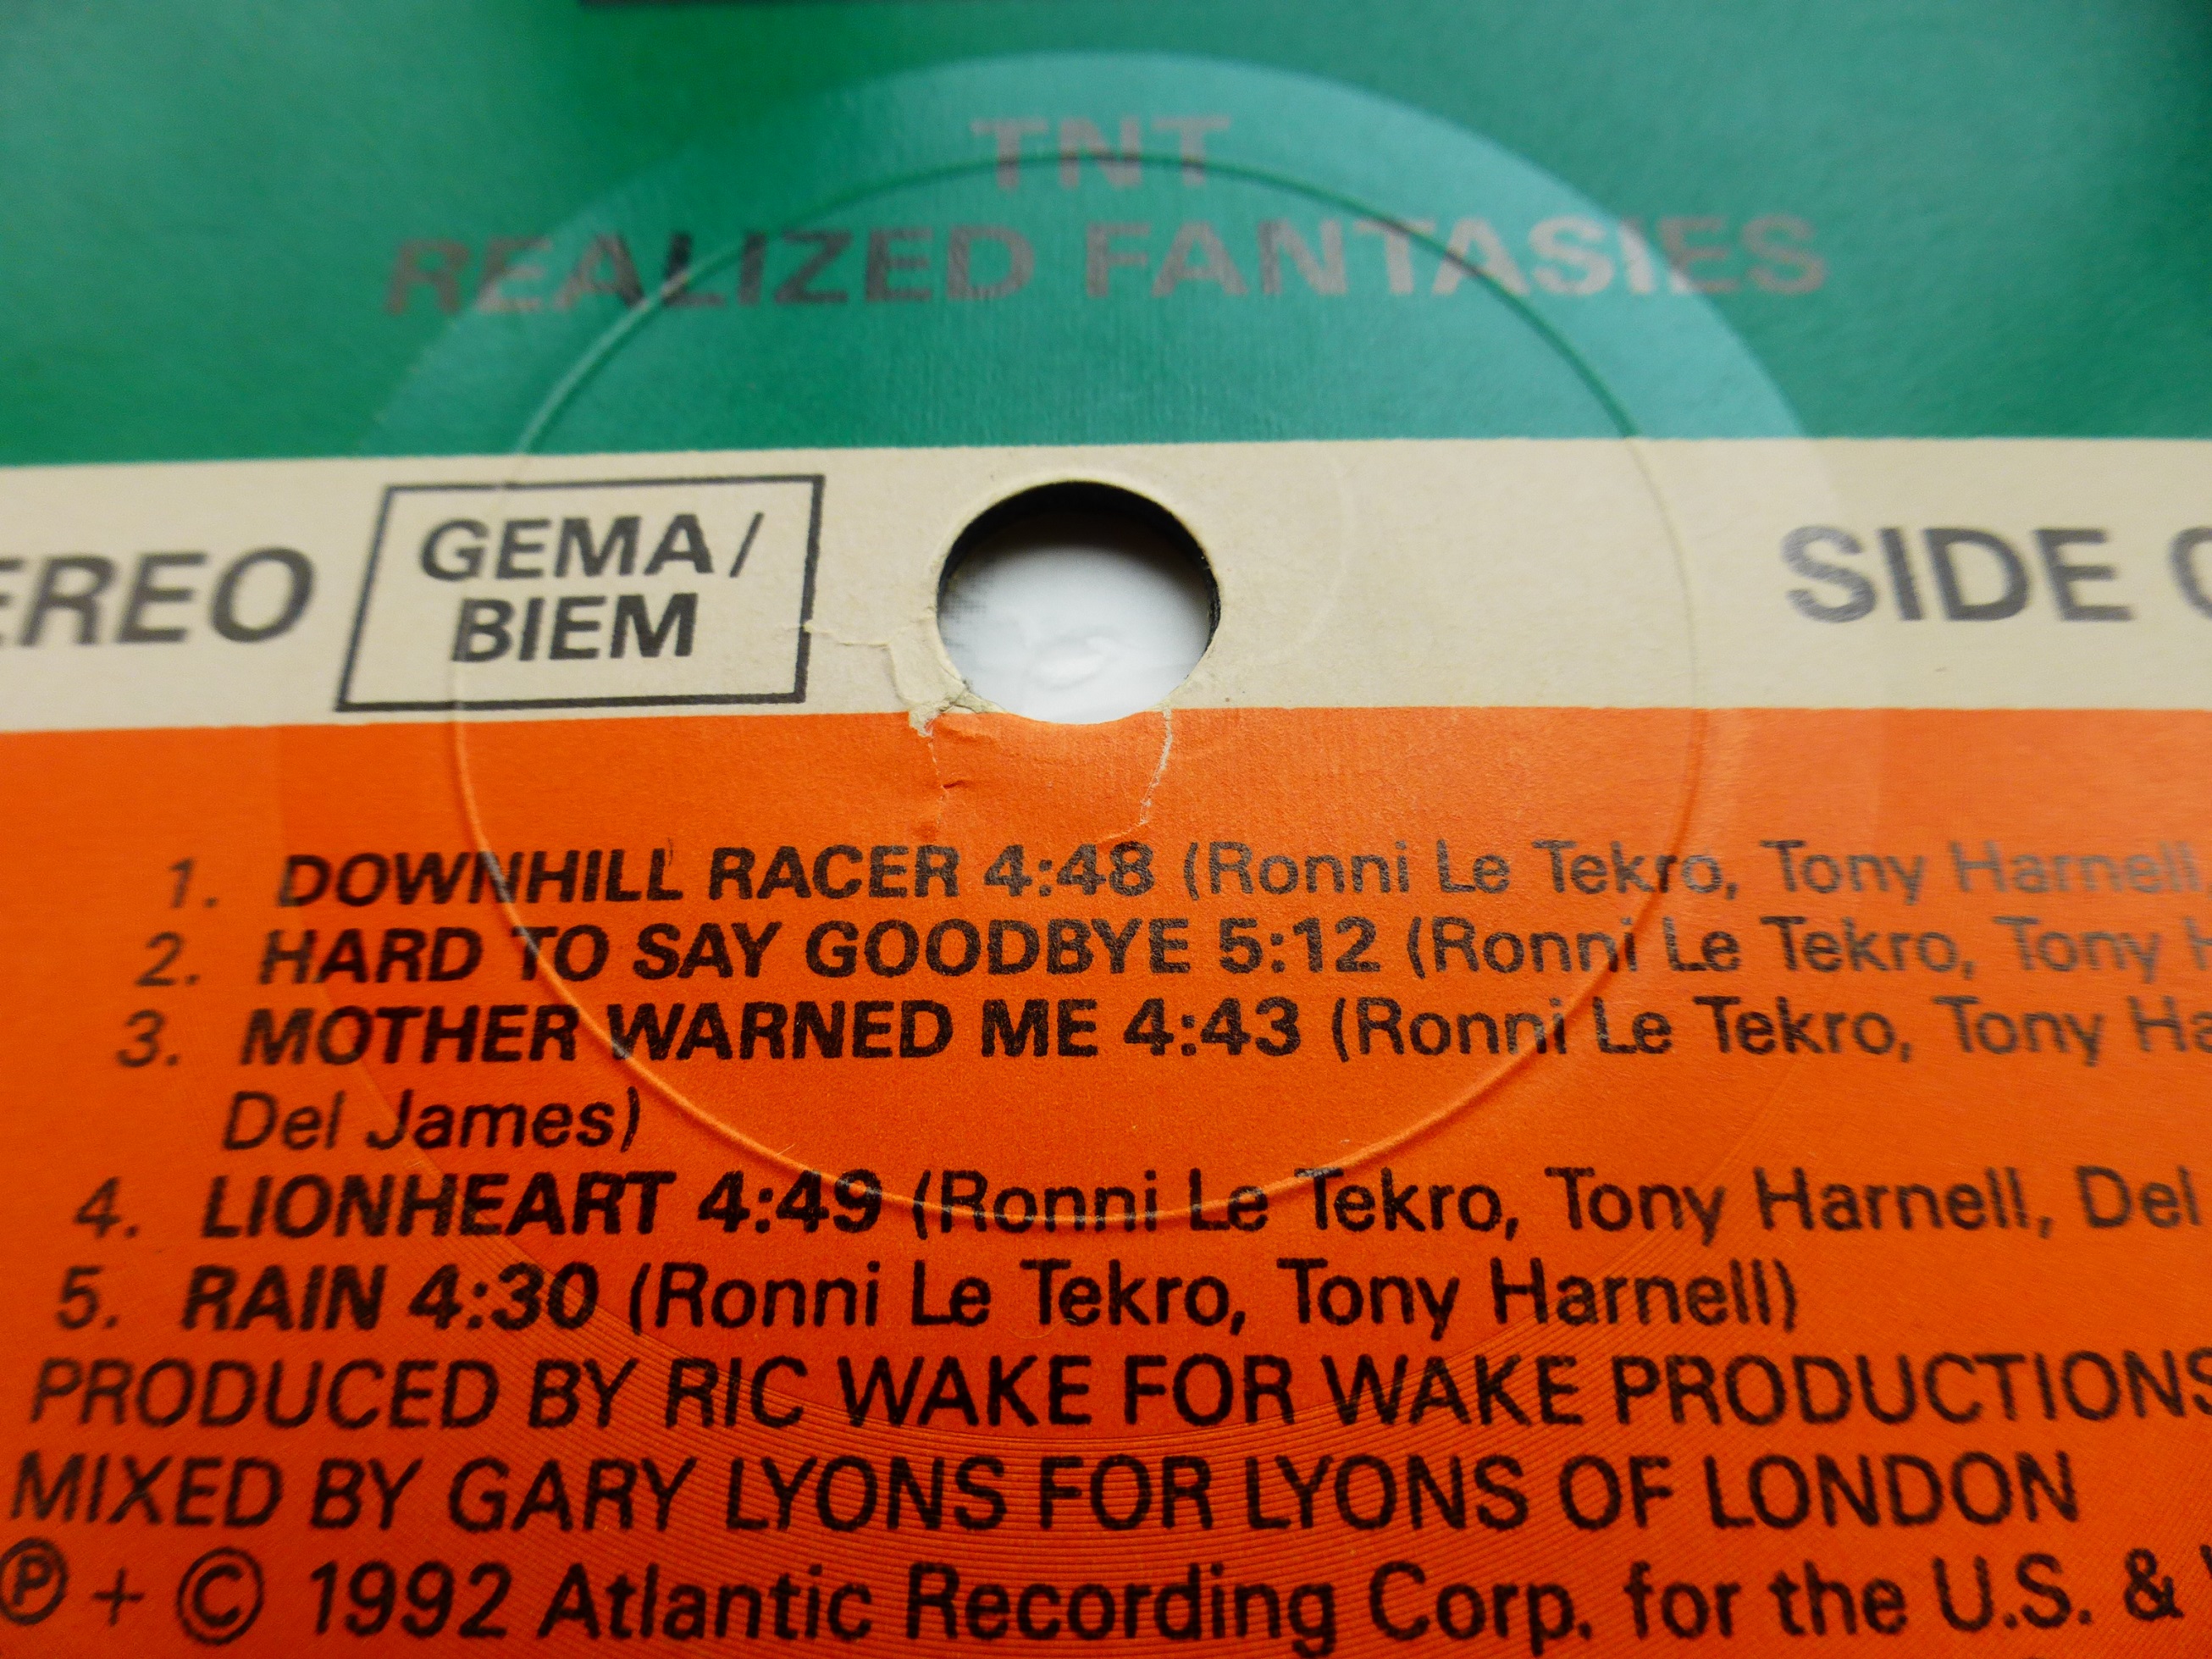 TNT
REALIZED FANTASIES
GEMA/
BIEM
SIDE
1. DOWNHILL RACER 4:48 (Ronni Le Tekro, Tony Harnell
2. HARD TO SAY GOODBYE 5:12 (Ronni Le Tekro, Tony
3. MOTHER WARNED ME 4:43 (Ronni Le Tekro, Tony
Del James)
4. LIONHEART 4:49 (Ronni Le Tekro, Tony Harnell, Del
5. RAIN 4:30 (Ronni Le Tekro, Tony Harnell)
PRODUCED BY RIC WAKE FOR WAKE PRODUCTIONS
MIXED BY GARY LYONS FOR LYONS OF LONDON
℗ + © 1992 Atlantic Recording Corp. for the U.S. &